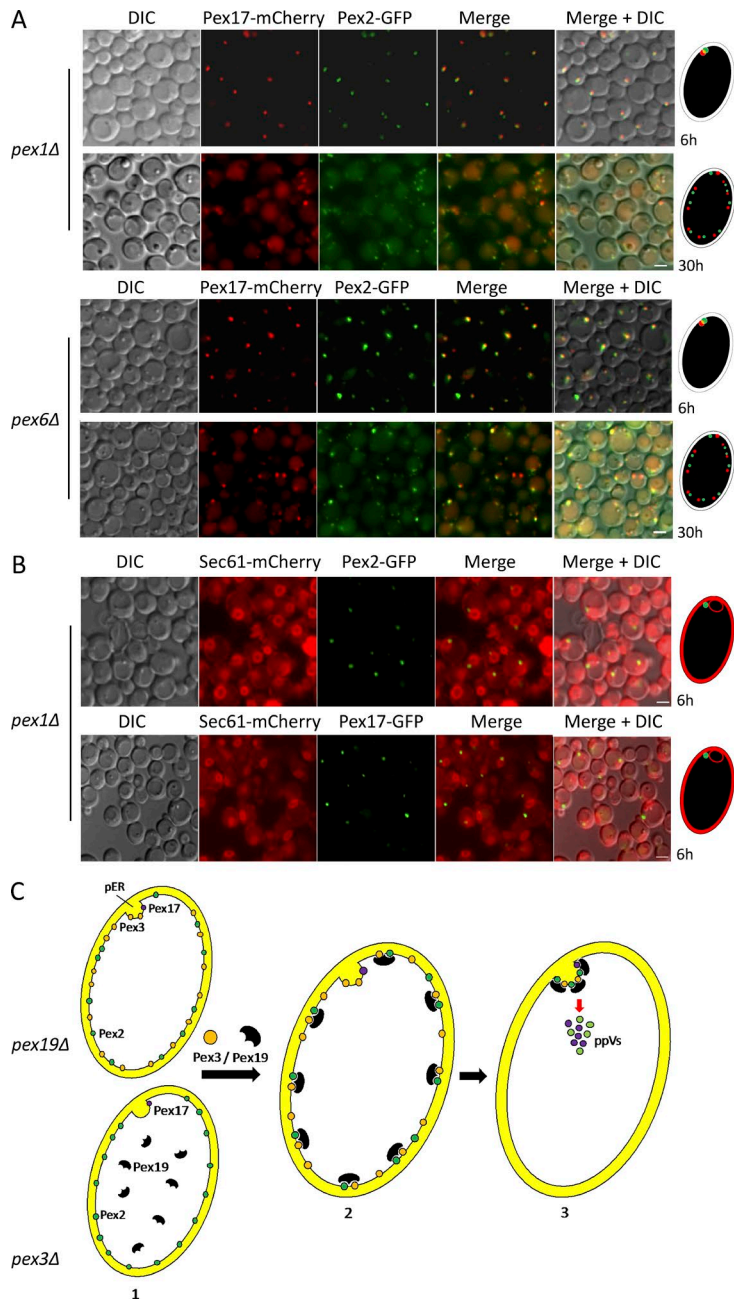 A
DIC Pex17-mCherry Pex2-GFP Merge Merge + DIC
pex1Δ
6h
30h
DIC Pex17-mCherry Pex2-GFP Merge Merge + DIC
pex6Δ
6h
30h
B
DIC Sec61-mCherry Pex2-GFP Merge Merge + DIC
pex1Δ
6h
DIC Sec61-mCherry Pex17-GFP Merge Merge + DIC
6h
C
pER
Pex17
Pex3
Pex2
pex19Δ
Pex3 / Pex19
ppVs
Pex17
Pex19
Pex2
pex3Δ
1
2
3